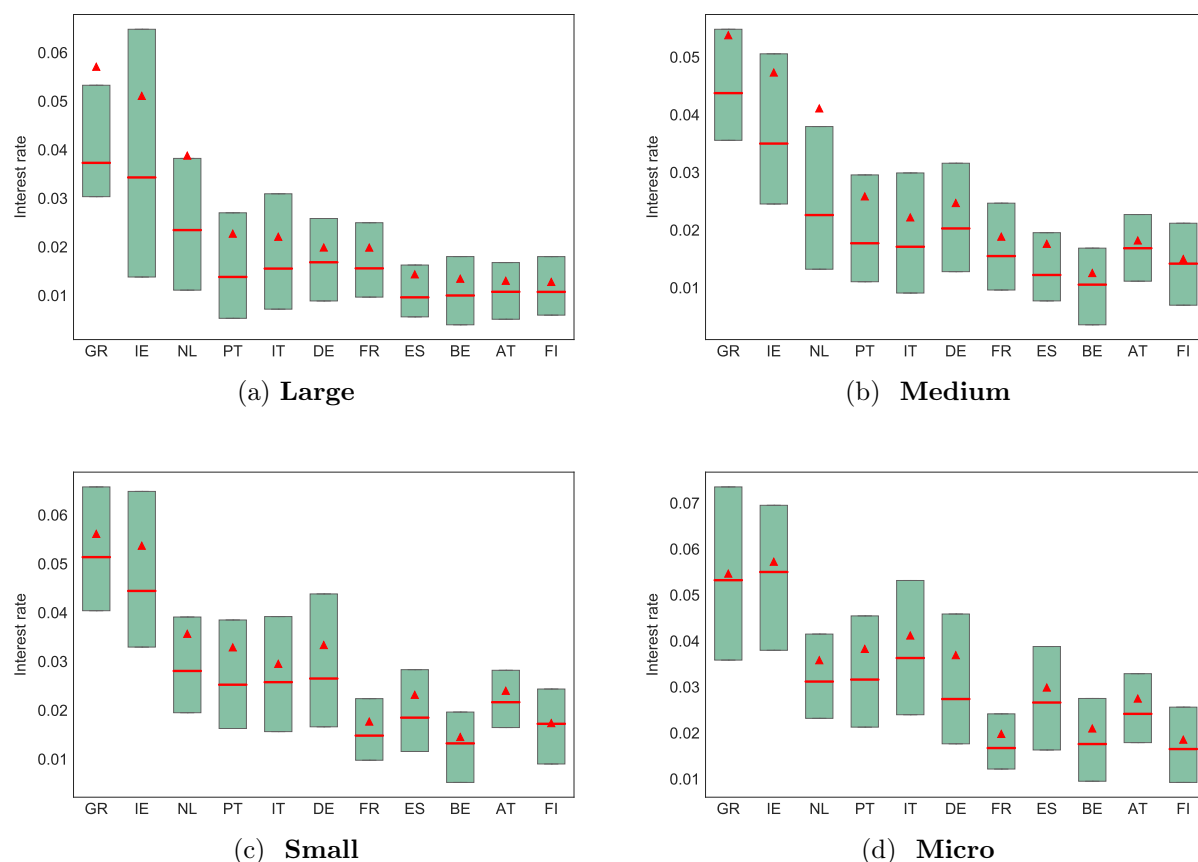 0.06
0.05
0.04
0.03
0.02
0.01
Interest rate
GR IE NL PT IT DE FR ES BE AT FI
(a) Large
0.05
0.04
0.03
0.02
0.01
Interest rate
GR IE NL PT IT DE FR ES BE AT FI
(b) Medium
0.06
0.05
0.04
0.03
0.02
0.01
Interest rate
GR IE NL PT IT DE FR ES BE AT FI
(c) Small
0.07
0.06
0.05
0.04
0.03
0.02
0.01
Interest rate
GR IE NL PT IT DE FR ES BE AT FI
(d) Micro